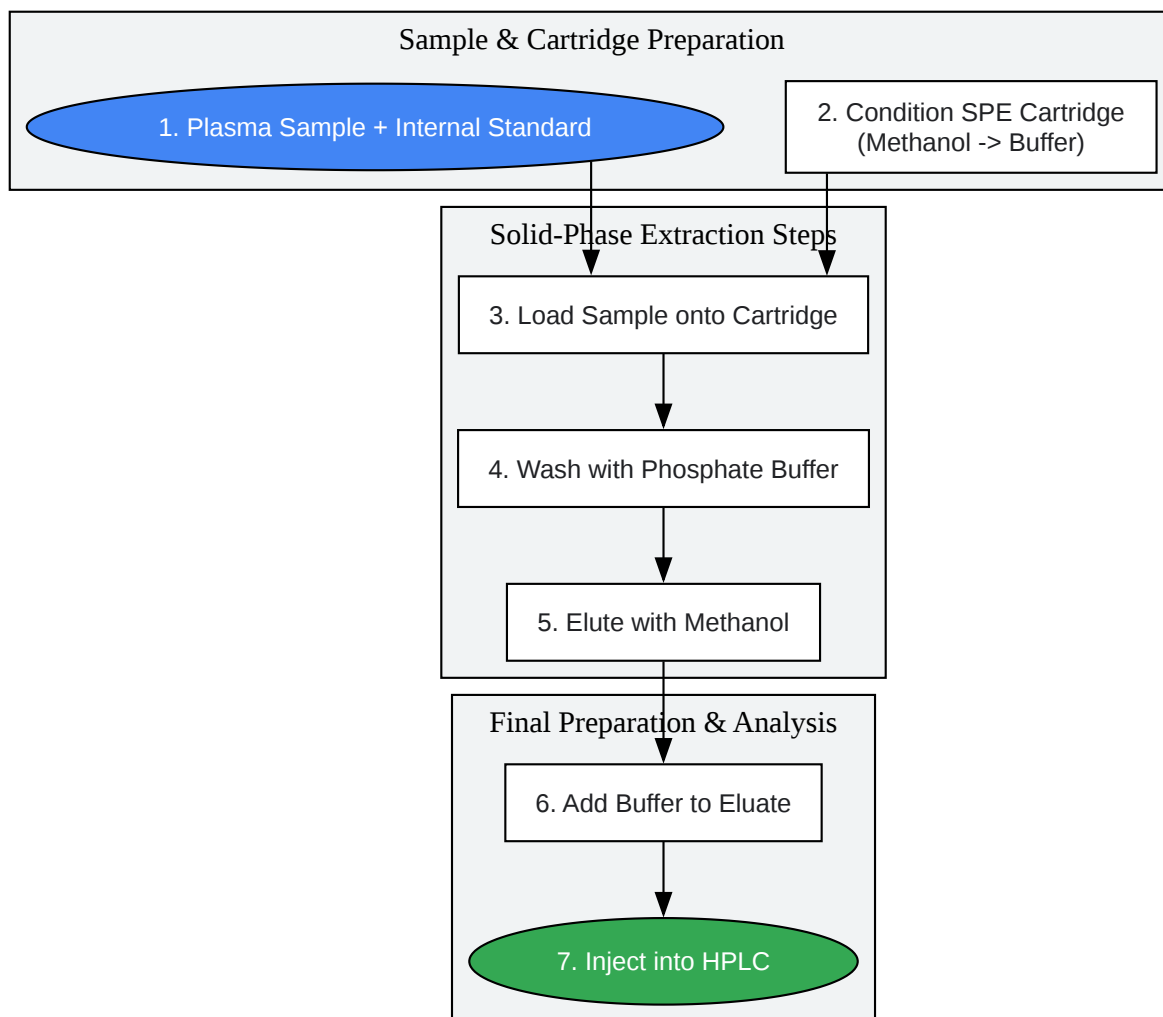 Sample & Cartridge Preparation
1. Plasma Sample + Internal Standard
2. Condition SPE Cartridge
(Methanol -> Buffer)
Solid-Phase Extraction Steps
3. Load Sample onto Cartridge
4. Wash with Phosphate Buffer
5. Elute with Methanol
Final Preparation & Analysis
6. Add Buffer to Eluate
7. Inject into HPLC